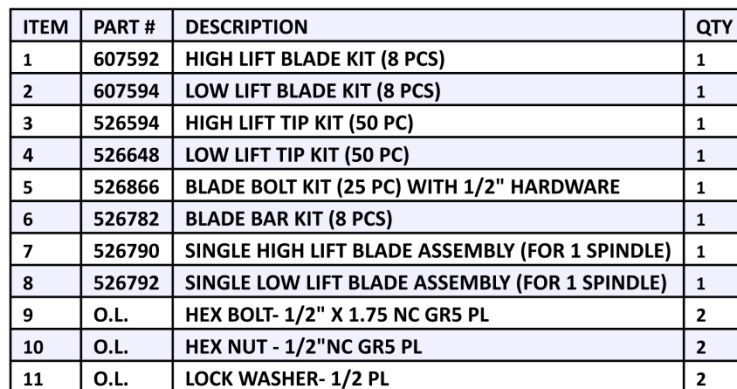 ITEM PART # DESCRIPTION QTY
1 607592 HIGH LIFT BLADE KIT (8 PCS) 1
2 607594 LOW LIFT BLADE KIT (8 PCS) 1
3 526594 HIGH LIFT TIP KIT (50 PC) 1
4 526648 LOW LIFT TIP KIT (50 PC) 1
5 526866 BLADE BOLT KIT (25 PC) WITH 1/2" HARDWARE 1
6 526782 BLADE BAR KIT (8 PCS) 1
7 526790 SINGLE HIGH LIFT BLADE ASSEMBLY (FOR 1 SPINDLE) 1
8 526792 SINGLE LOW LIFT BLADE ASSEMBLY (FOR 1 SPINDLE) 1
9 O.L. HEX BOLT- 1/2" X 1.75 NC GR5 PL 2
10 O.L. HEX NUT - 1/2"NC GR5 PL 2
11 O.L. LOCK WASHER- 1/2 PL 2